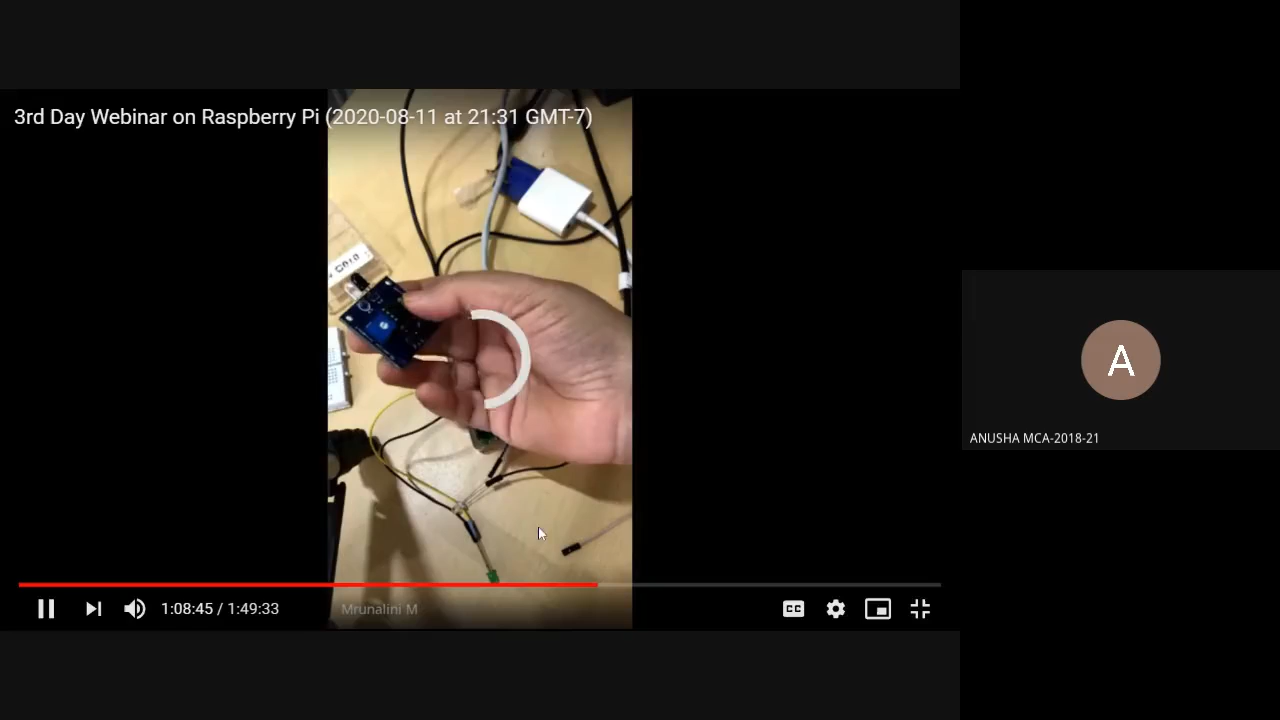 3rd Day Webinar on Raspberry Pi (2020-08-11 at 21:31 GMT-7)
A
ANUSHA MCA-2018-21
1:08:45 / 1:49:33
Mrunalini M
CC